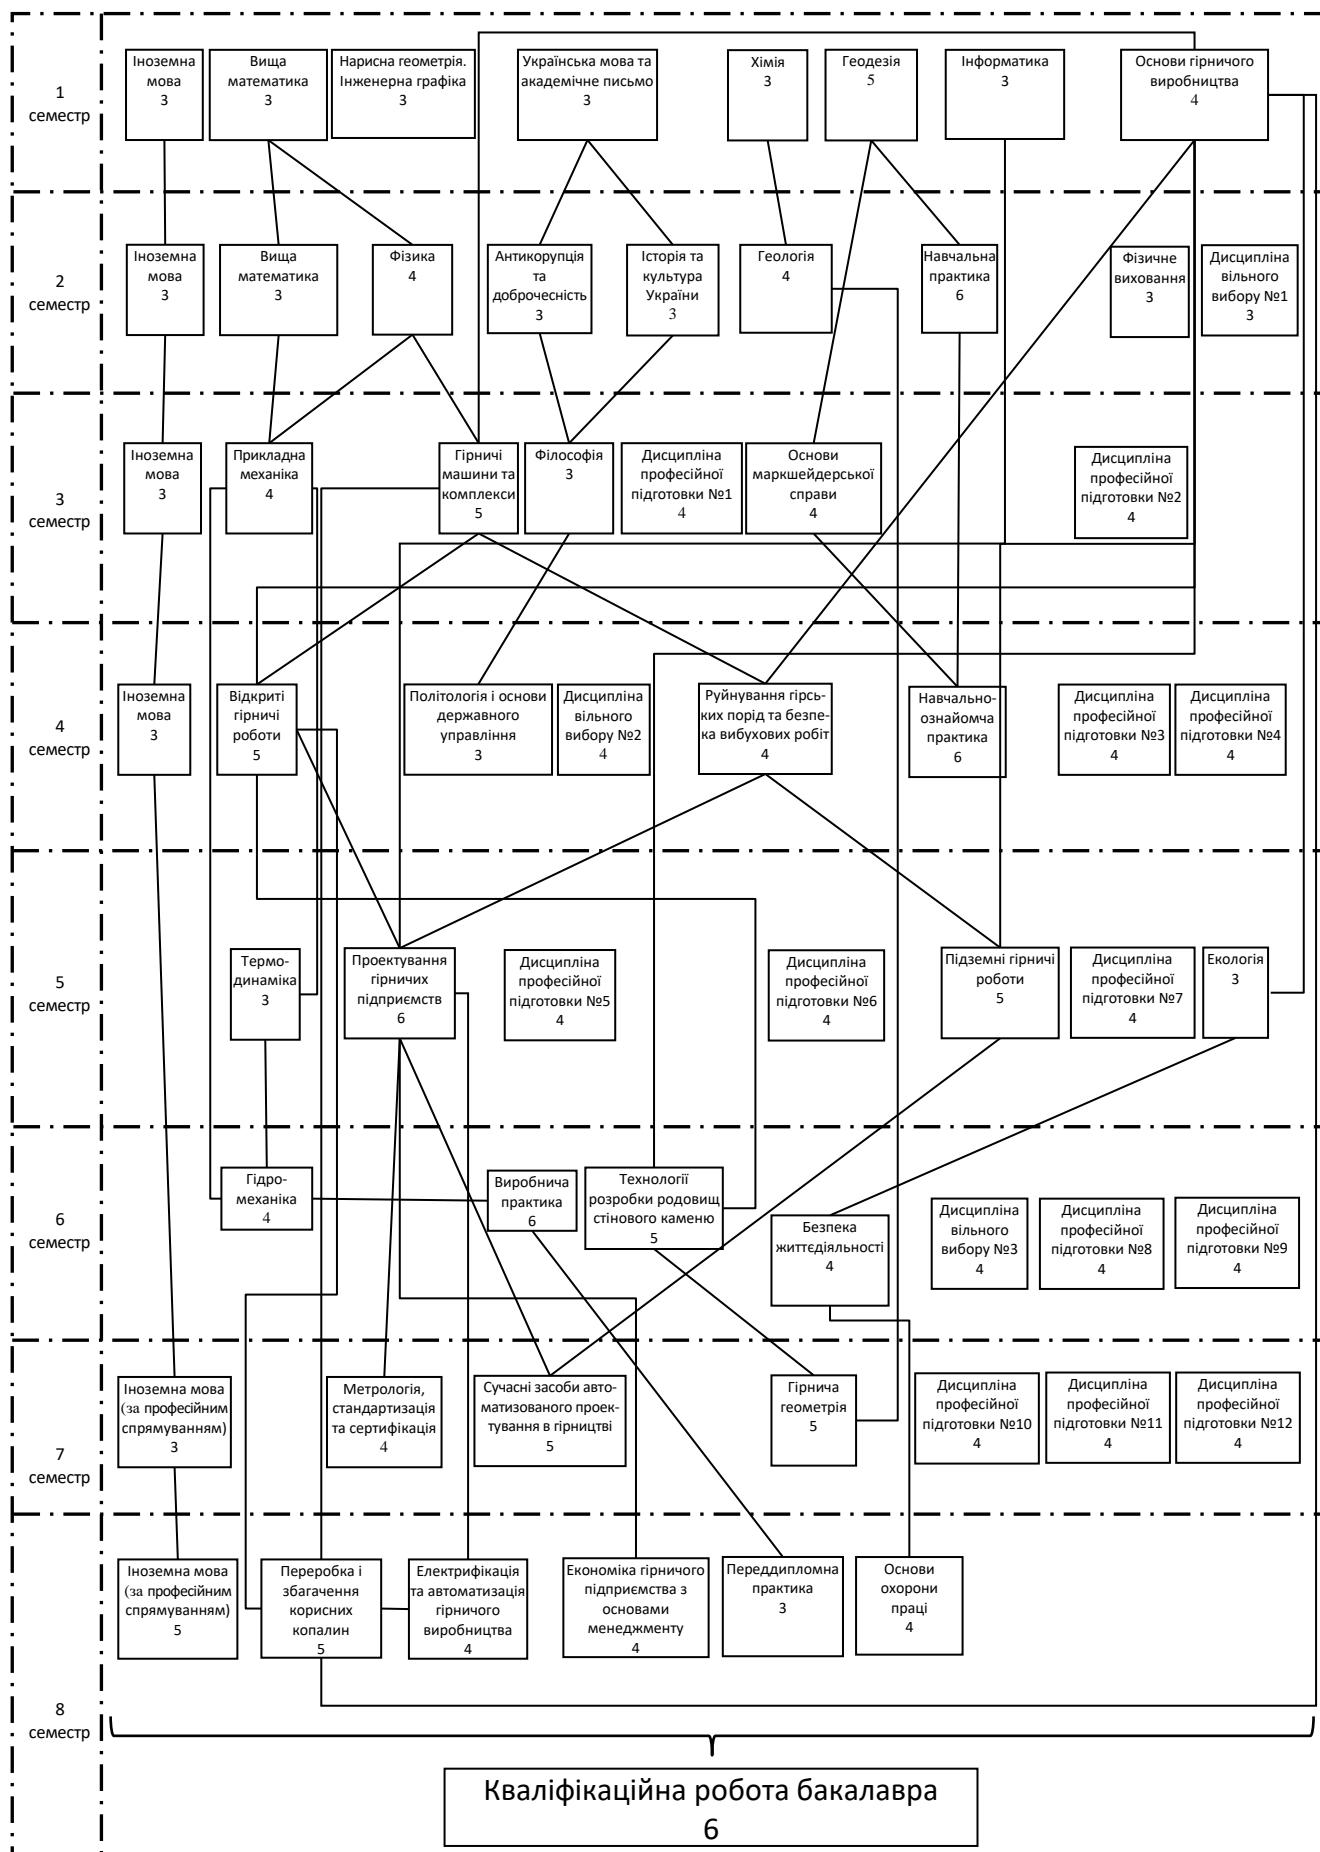 1
семестр
Іноземна
мова
3
Вища
математика
3
Нарисна геометрія.
Інженерна графіка
3
Українська мова та
академічне письмо
3
Хімія
3
Геодезія
5
Інформатика
3
Основи гірничого
виробництва
4
2
семестр
Іноземна
мова
3
Вища
математика
3
Фізика
4
Антикорупція
та
доброчесність
3
Історія та
культура
України
3
Геологія
4
Навчальна
практика
6
Фізичне
виховання
3
Дисципліна
вільного
вибору №1
3
3
семестр
Іноземна
мова
3
Прикладна
механіка
4
Гірничі
машини та
комплекси
5
Філософія
3
Дисципліна
професійної
підготовки №1
4
Основи
маркшейдерської
справи
4
Дисципліна
професійної
підготовки №2
4
4
семестр
Іноземна
мова
3
Відкриті
гірничі
роботи
5
Політологія і основи
державного
управління
3
Дисципліна
вільного
вибору №2
4
Руйнування гірсь-
ких порід та безпе-
ка вибухових робіт
4
Навчально-
ознайомча
практика
6
Дисципліна
професійної
підготовки №3
4
Дисципліна
професійної
підготовки №4
4
5
семестр
Термо-
динаміка
3
Проектування
гірничих
підприємств
6
Дисципліна
професійної
підготовки №5
4
Дисципліна
професійної
підготовки №6
4
Підземні гірничі
роботи
5
Дисципліна
професійної
підготовки №7
4
Екологія
3
6
семестр
Гідро-
механіка
4
Виробнича
практика
6
Технології
розробки родовищ
стінового каменю
5
Безпека
життєдіяльності
4
Дисципліна
вільного
вибору №3
4
Дисципліна
професійної
підготовки №8
4
Дисципліна
професійної
підготовки №9
4
7
семестр
Іноземна мова
(за професійним
спрямуванням)
3
Метрологія,
стандартизація
та сертифікація
4
Сучасні засоби авто-
матизованого проек-
тування в гірництві
5
Гірнича
геометрія
5
Дисципліна
професійної
підготовки №10
4
Дисципліна
професійної
підготовки №11
4
Дисципліна
професійної
підготовки №12
4
8
семестр
Іноземна мова
(за професійним
спрямуванням)
5
Переробка і
збагачення
корисних
копалин
5
Електрифікація
та автоматизація
гірничого
виробництва
4
Економіка гірничого
підприємства з
основами
менеджменту
4
Переддипломна
практика
3
Основи
охорони
праці
4
Кваліфікаційна робота бакалавра
6